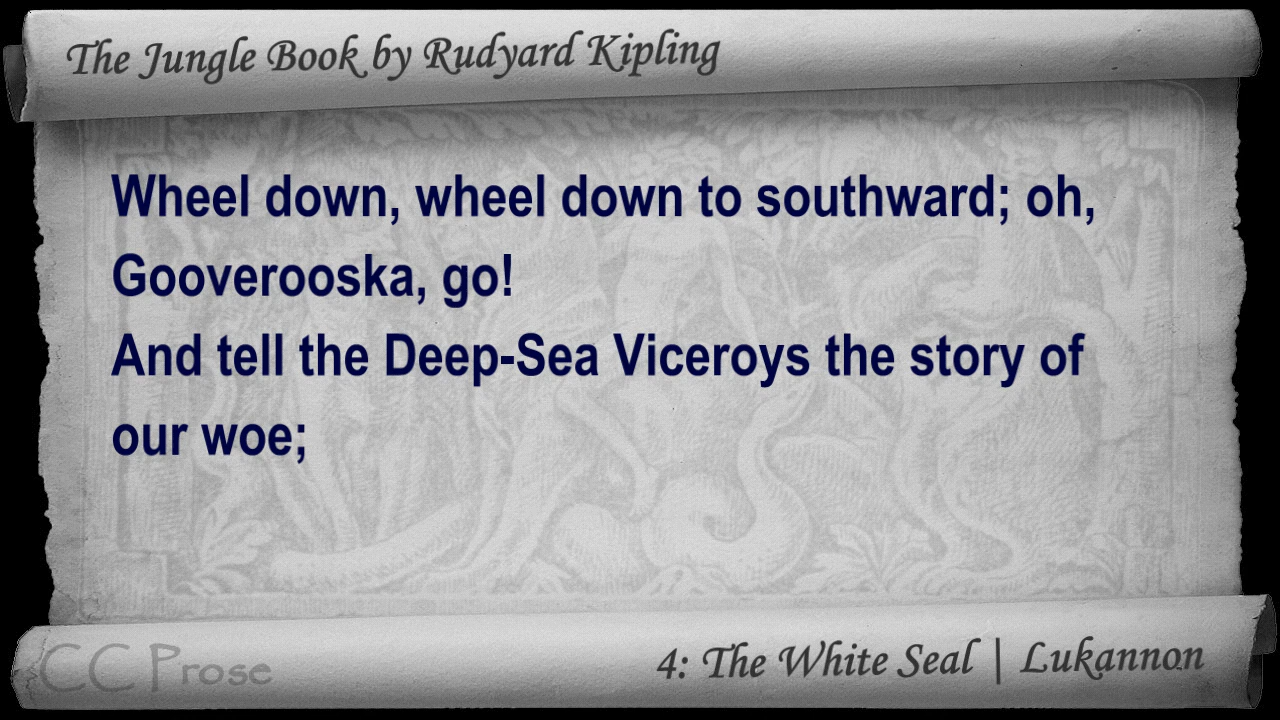 The Jungle Book by Rudyard Kipling
Wheel down, wheel down to southward; oh,
Gooverooska, go!
And tell the Deep-Sea Viceroys the story of
our woe;
CC Prose
4: The White Seal | Lukannon